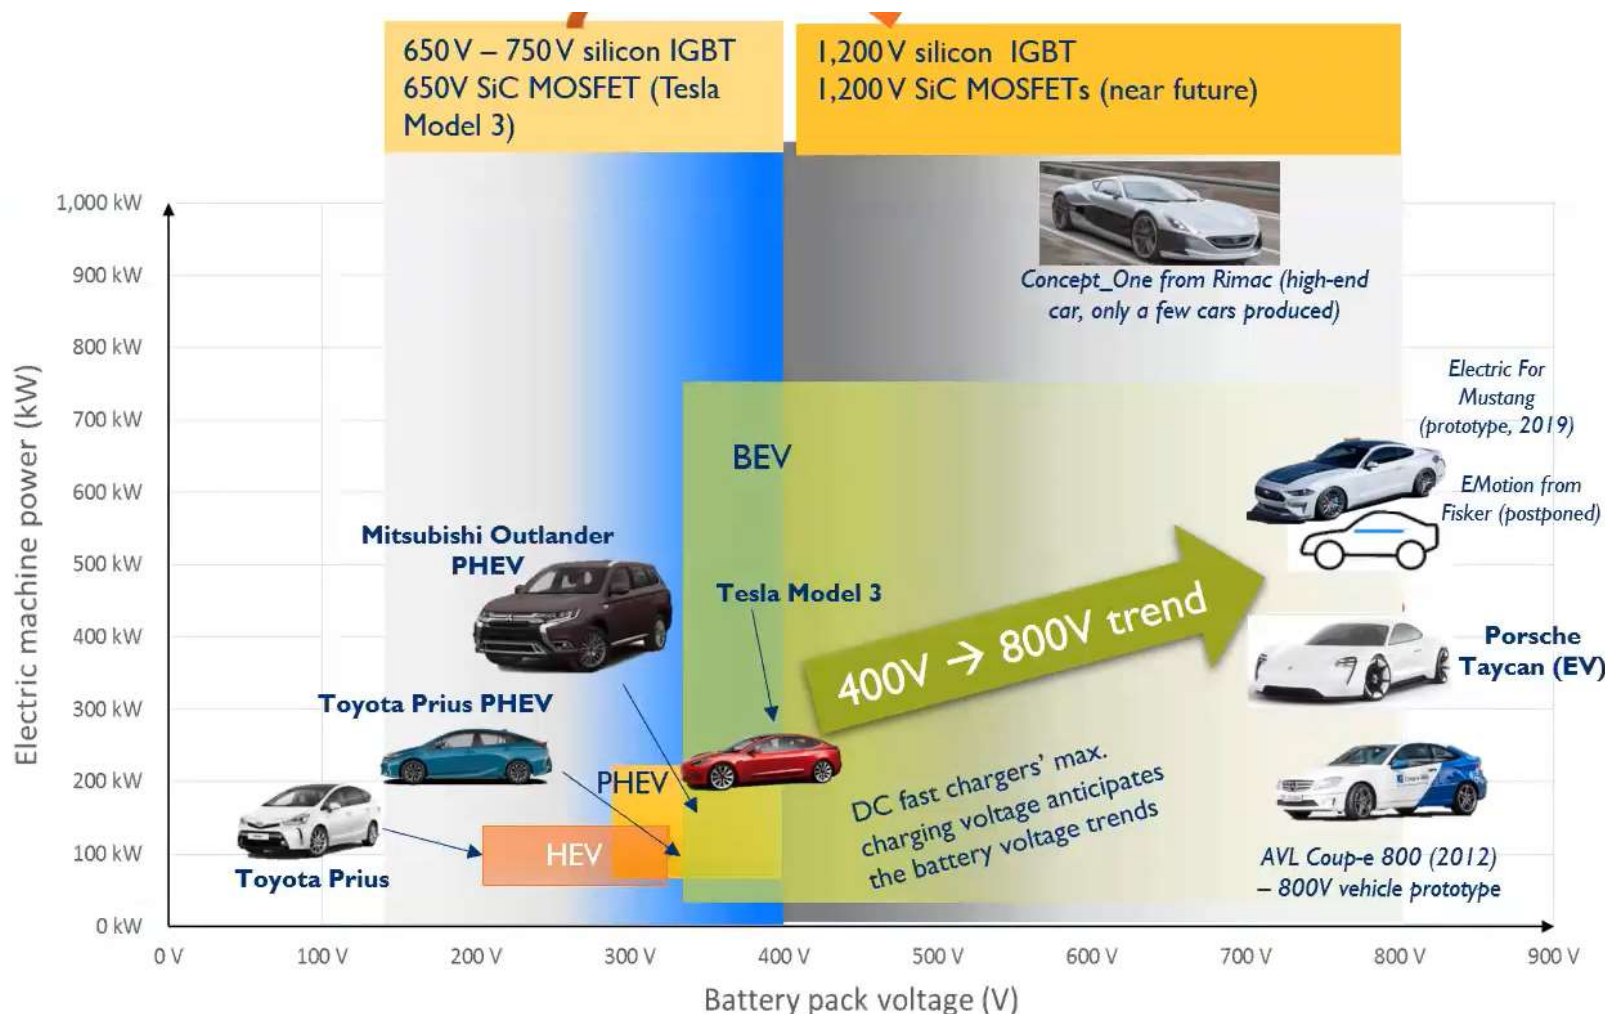 650 V – 750 V silicon IGBT
650V SiC MOSFET (Tesla
Model 3)
1,200 V silicon IGBT
1,200 V SiC MOSFETs (near future)
Electric machine power (kW)
1,000 kW
900 kW
800 kW
700 kW
600 kW
500 kW
400 kW
300 kW
200 kW
100 kW
0 kW
Concept_One from Rimac (high-end
car, only a few cars produced)
Electric For
Mustang
(prototype, 2019)
BEV
EMotion from
Fisker (postponed)
Mitsubishi Outlander
PHEV
Tesla Model 3
400V → 800V trend
Porsche
Taycan (EV)
Toyota Prius PHEV
PHEV
DC fast chargers' max.
charging voltage anticipates
the battery voltage trends
HEV
Toyota Prius
AVL Coup-e 800 (2012)
– 800V vehicle prototype
0 V
100 V
200 V
300 V
400 V
500 V
600 V
700 V
800 V
900 V
Battery pack voltage (V)